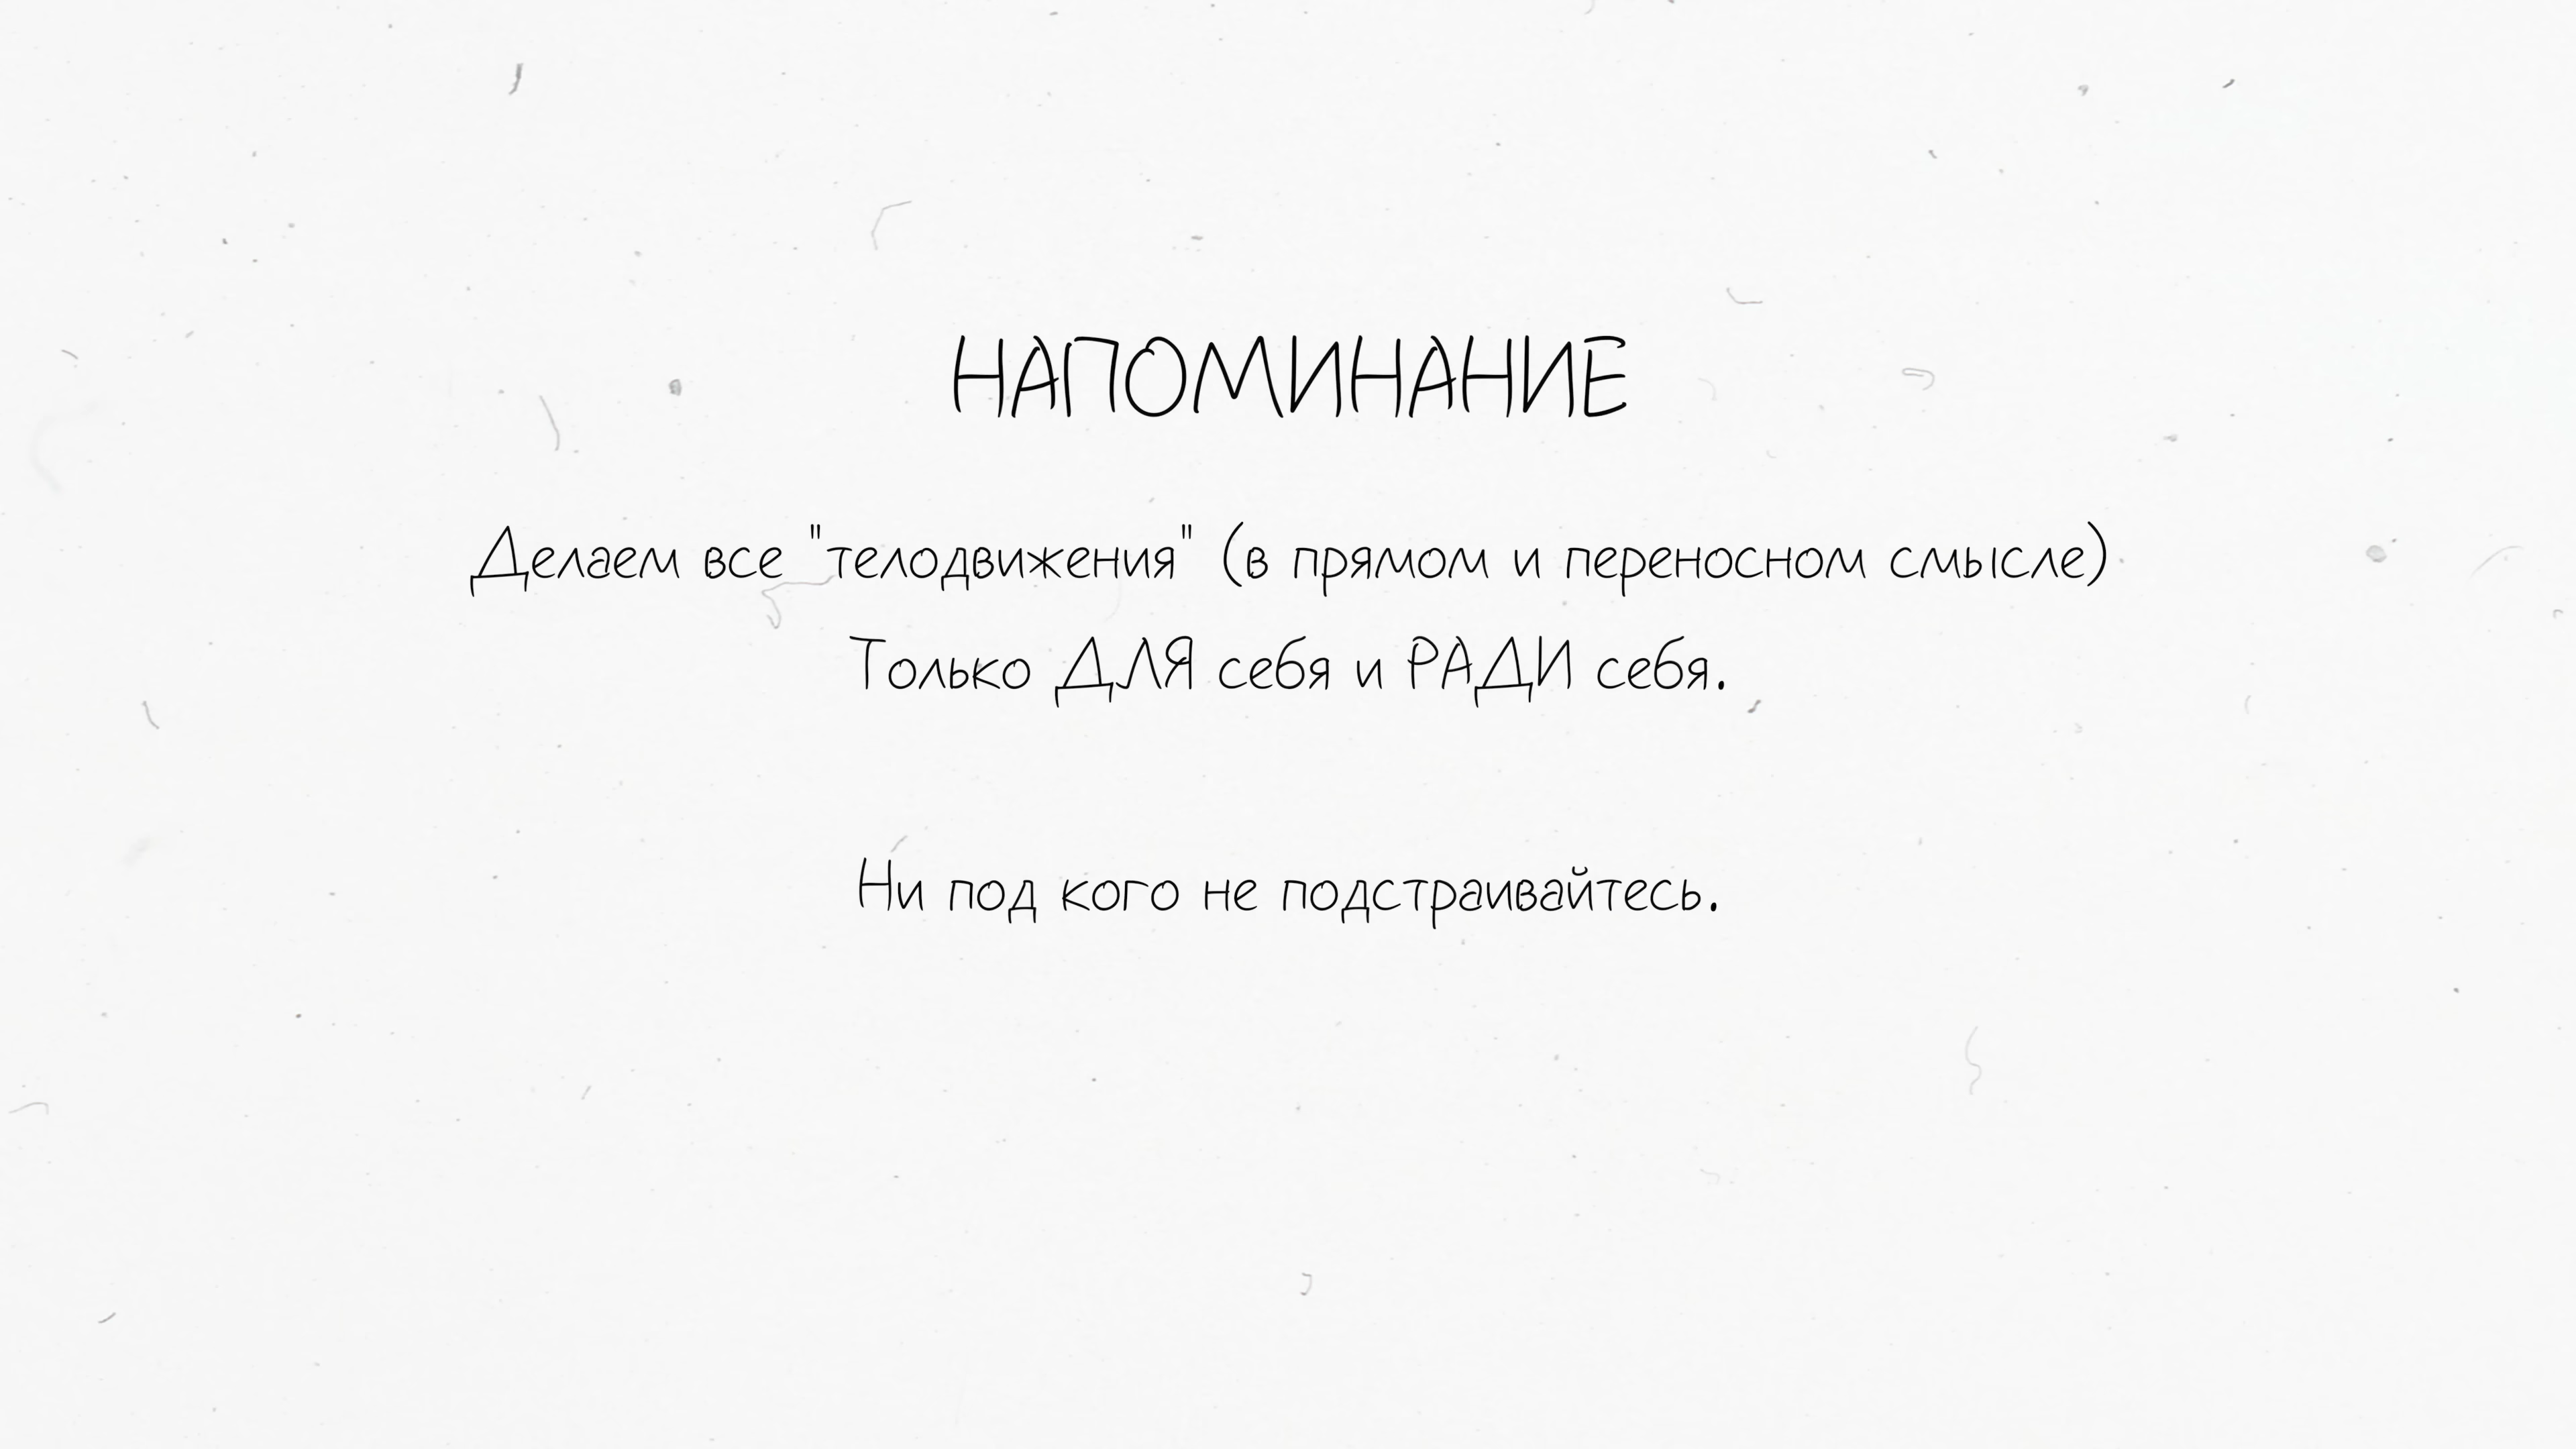 НАПОМИНАНИЕ
Делаем все "телодвижения" (в прямом и переносном смысле)
Только ДЛЯ себя и РАДИ себя.
Ни под кого не подстраивайтесь.